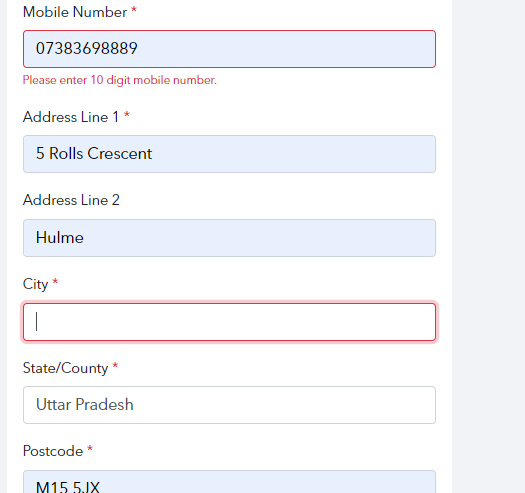 Mobile Number *
07383698889
Please enter 10 digit mobile number.
Address Line 1 *
5 Rolls Crescent
Address Line 2
Hulme
City *
State/County *
Uttar Pradesh
Postcode *
M15 5JX